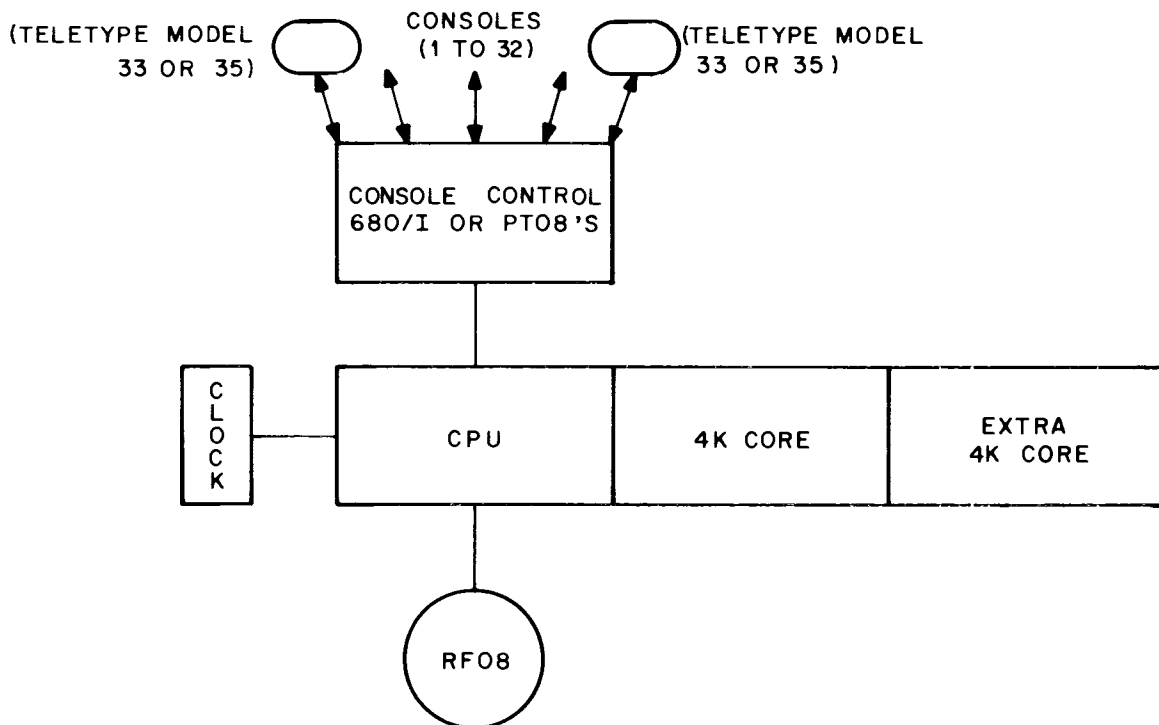 (TELETYPE MODEL
33 OR 35)
CONSOLES
(1 TO 32)
(TELETYPE MODEL
33 OR 35)
CONSOLE CONTROL
680/I OR PT08'S
CLOCK
CPU
4K CORE
EXTRA
4K CORE
RF08